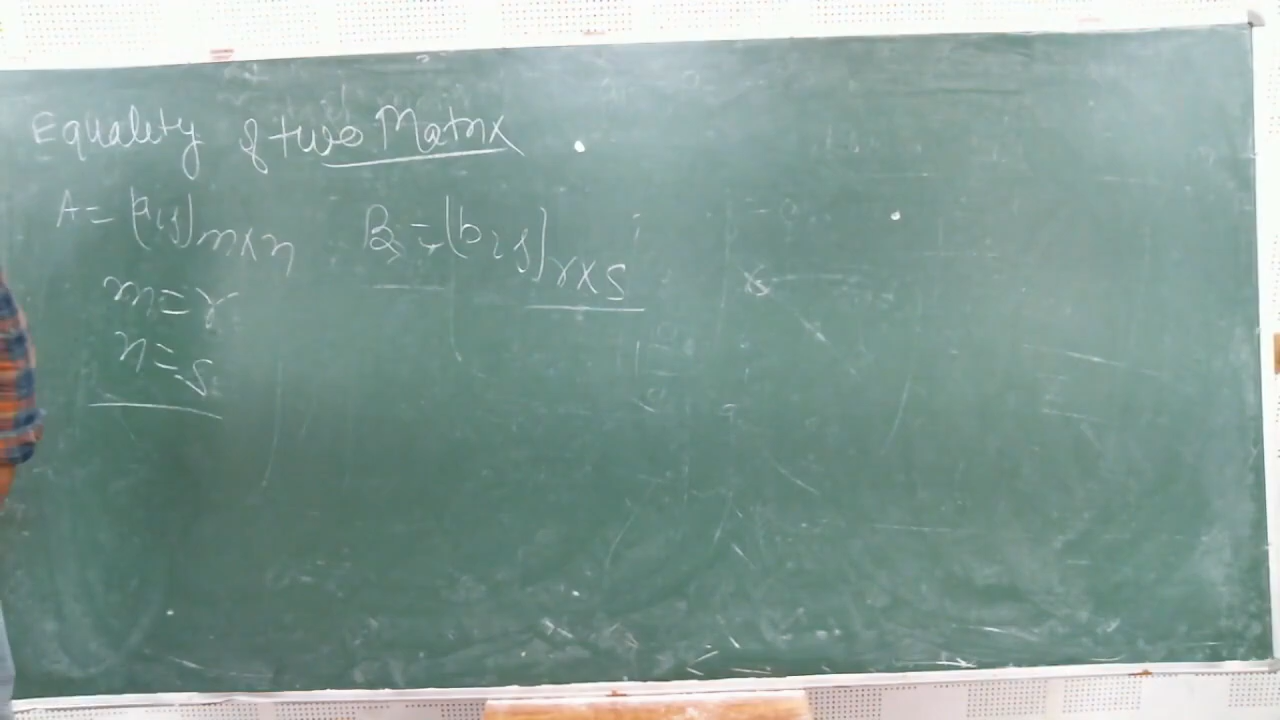 Equality of two Matrix
A = [aij]m×n B = [bij]r×s
m = r
n = s